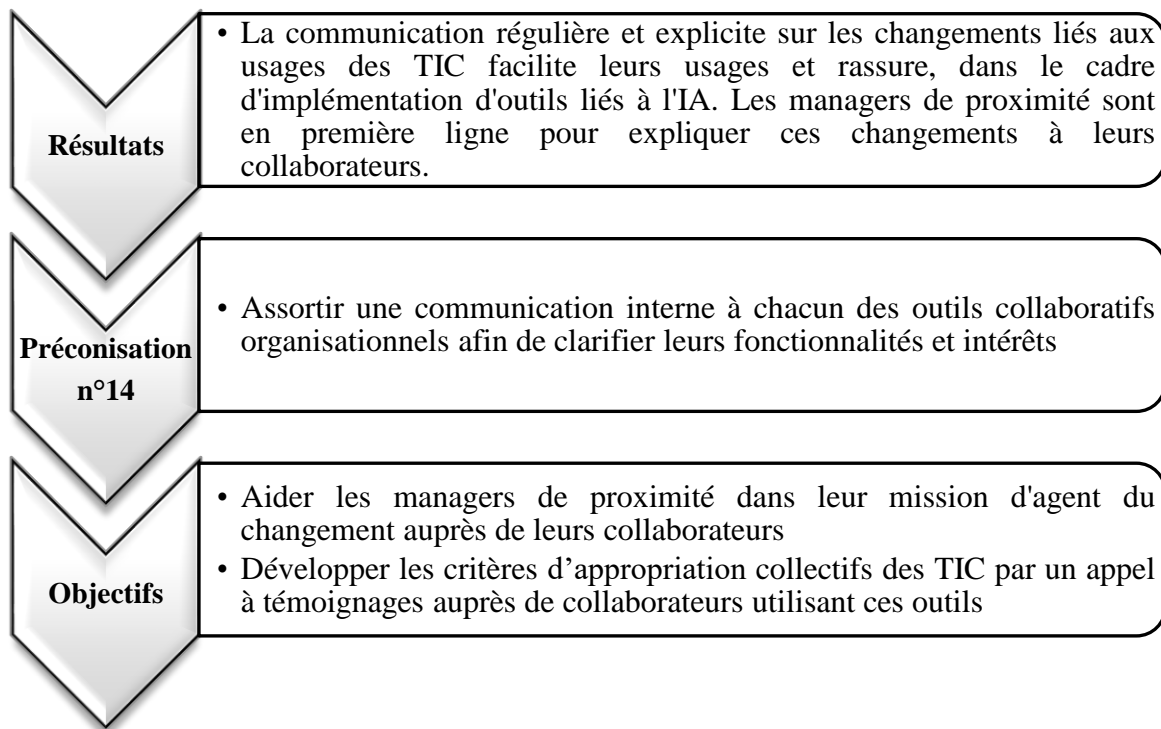 Résultats
• La communication régulière et explicite sur les changements liés aux
usages des TIC facilite leurs usages et rassure, dans le cadre
d'implémentation d'outils liés à l'IA. Les managers de proximité sont
en première ligne pour expliquer ces changements à leurs
collaborateurs.
Préconisation
n°14
• Assortir une communication interne à chacun des outils collaboratifs
organisationnels afin de clarifier leurs fonctionnalités et intérêts
Objectifs
• Aider les managers de proximité dans leur mission d'agent du
changement auprès de leurs collaborateurs
• Développer les critères d’appropriation collectifs des TIC par un appel
à témoignages auprès de collaborateurs utilisant ces outils